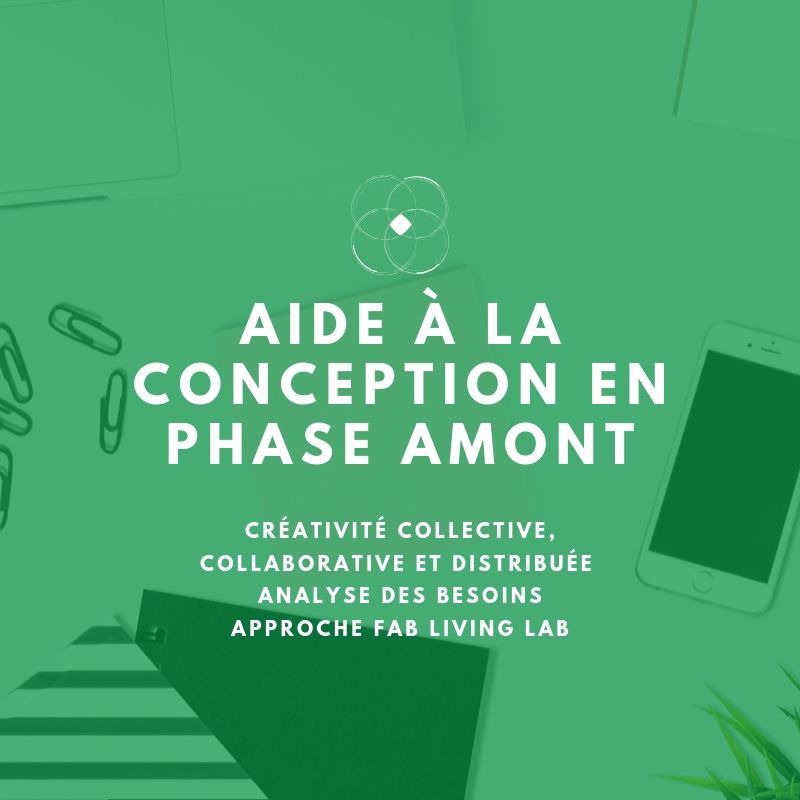 AIDE À LA
CONCEPTION EN
PHASE AMONT
CRÉATIVITÉ COLLECTIVE,
COLLABORATIVE ET DISTRIBUÉE
ANALYSE DES BESOINS
APPROCHE FAB LIVING LAB